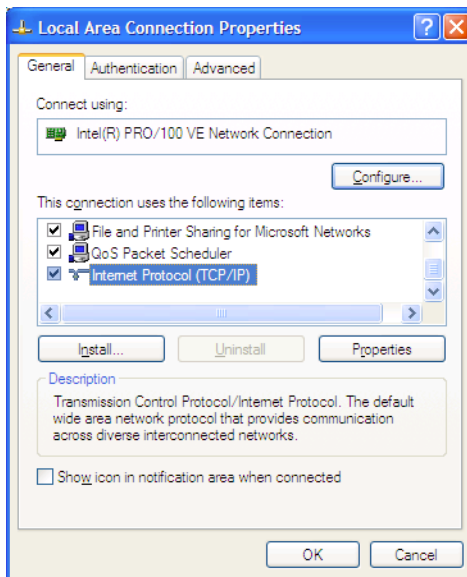 Local Area Connection Properties
General
Authentication
Advanced
Connect using:
Intel(R) PRO/100 VE Network Connection
Configure...
This connection uses the following items:
File and Printer Sharing for Microsoft Networks
QoS Packet Scheduler
Internet Protocol (TCP/IP)
Install...
Uninstall
Properties
Description
Transmission Control Protocol/Internet Protocol. The default
wide area network protocol that provides communication
across diverse interconnected networks.
Show icon in notification area when connected
OK
Cancel